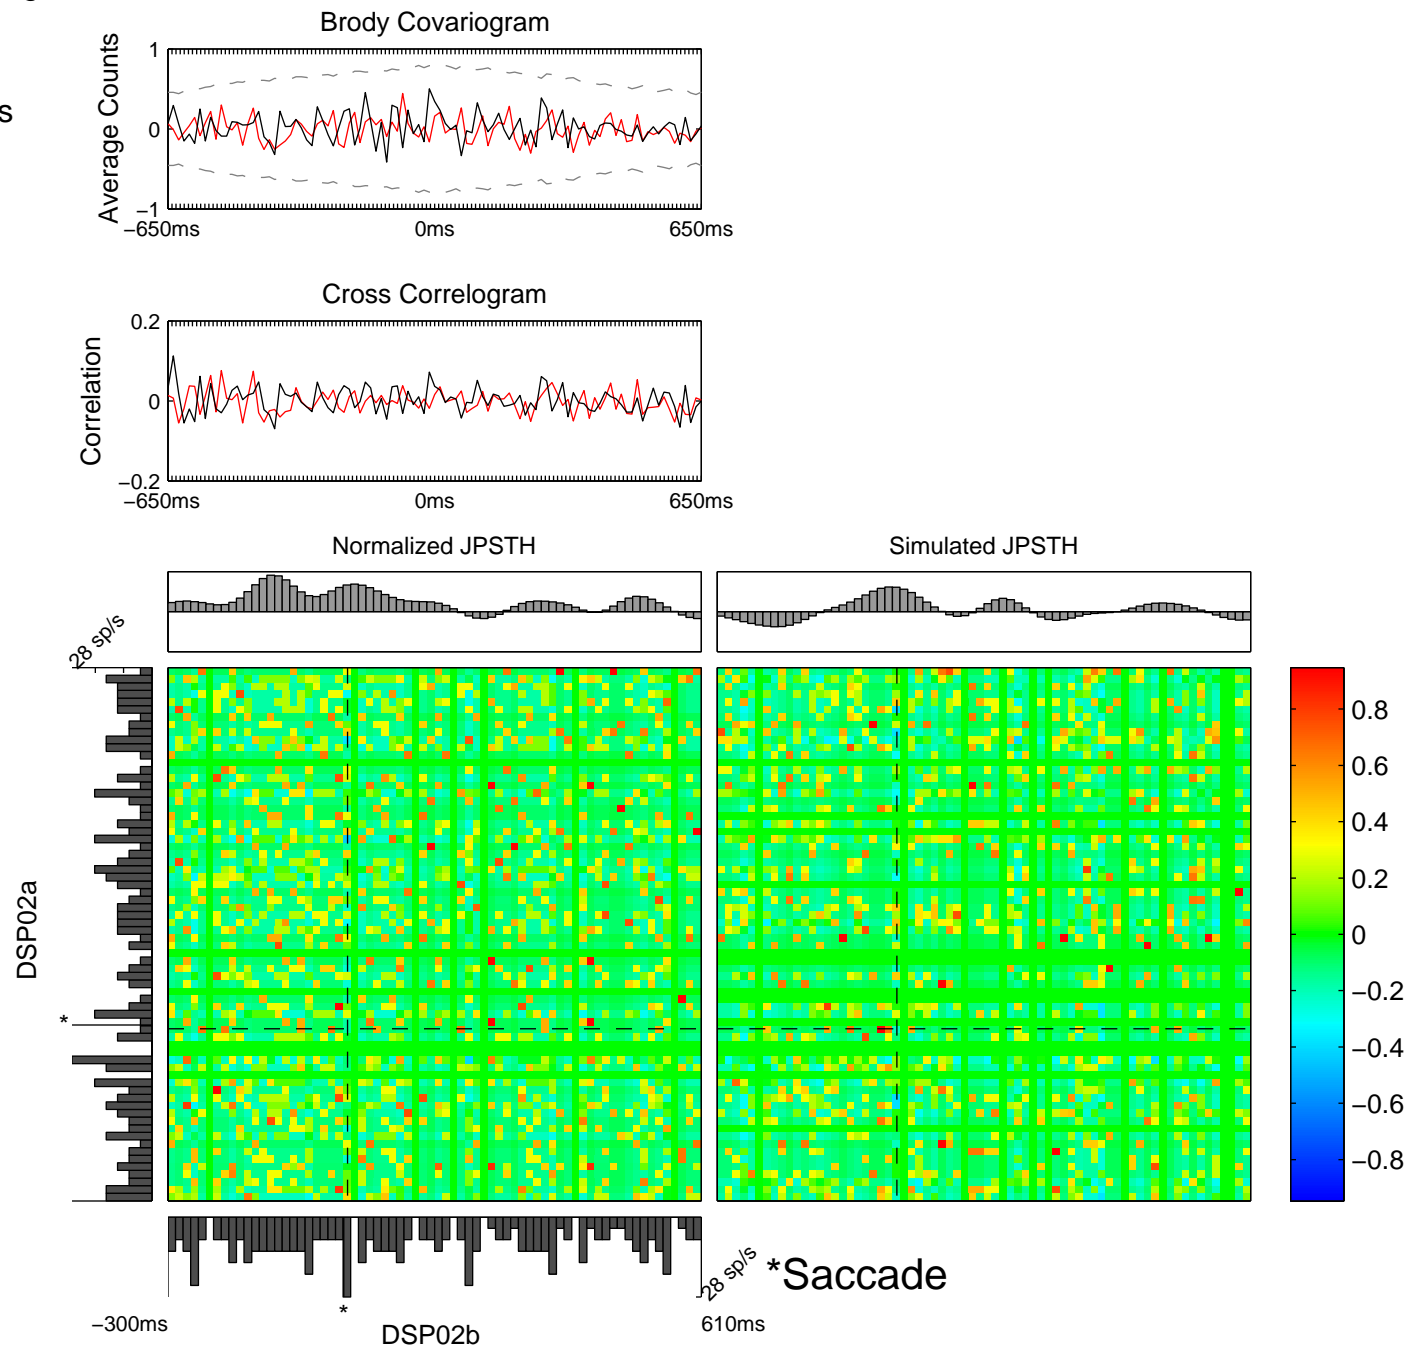 g
Brody Covariogram
1
0
−1
Average Counts
s
−650ms
0ms
650ms
Cross Correlogram
0.2
0
−0.2
Correlation
−650ms
0ms
650ms
Normalized JPSTH
Simulated JPSTH
28 sp/s
DSP02a
*
0.8
0.6
0.4
0.2
0
−0.2
−0.4
−0.6
−0.8
28 sp/s
*Saccade
*
−300ms
DSP02b
610ms